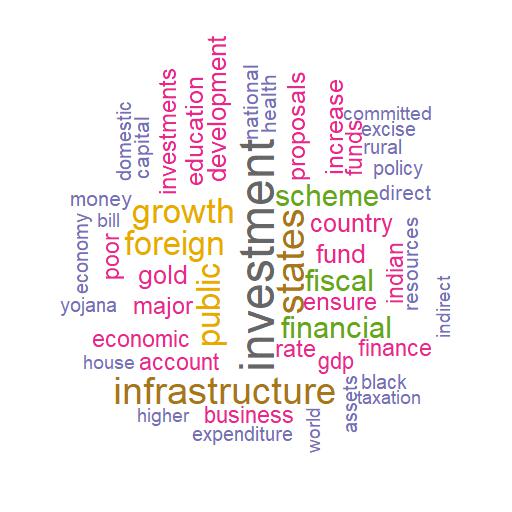 development
national
health
investments
education
proposals
increase
funds
committed
excise
domestic
capital
rural
policy
investment
money
growth
scheme
direct
bill
states
country
economy
foreign
poor
fund
indian
resources
gold
public
fiscal
yojana
major
ensure
indirect
financial
economic
rate
finance
house
account
gdp
infrastructure
assets
black
taxation
higher
business
world
expenditure